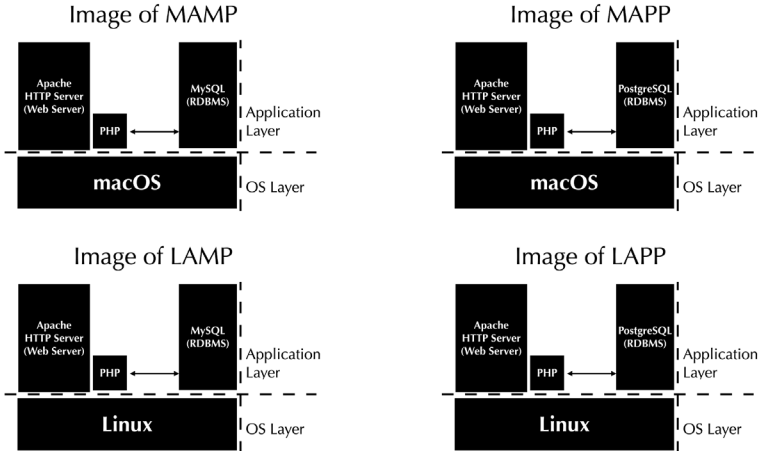 Image of MAMP
Apache
HTTP Server
(Web Server)
PHP
MySQL
(RDBMS)
Application
Layer
macOS
OS Layer
Image of MAPP
Apache
HTTP Server
(Web Server)
PHP
PostgreSQL
(RDBMS)
Application
Layer
macOS
OS Layer
Image of LAMP
Apache
HTTP Server
(Web Server)
PHP
MySQL
(RDBMS)
Application
Layer
Linux
OS Layer
Image of LAPP
Apache
HTTP Server
(Web Server)
PHP
PostgreSQL
(RDBMS)
Application
Layer
Linux
OS Layer